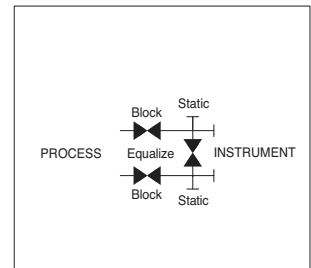 Block
Static
PROCESS
Equalize
INSTRUMENT
Block
Static